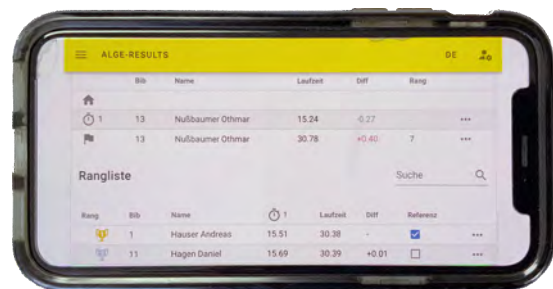 ALGE-RESULTS DE
Bib Name Laufzeit Diff Rang
1 13 Nußbaumer Othmar 15.24 -0.27 ...
13 Nußbaumer Othmar 30.78 +0.40 7 ...
Rangliste Suche
Rang Bib Name 1 Laufzeit Diff Referenz
1 Hauser Andreas 15.51 30.38 - ...
11 Hagen Daniel 15.69 30.39 +0.01 ...